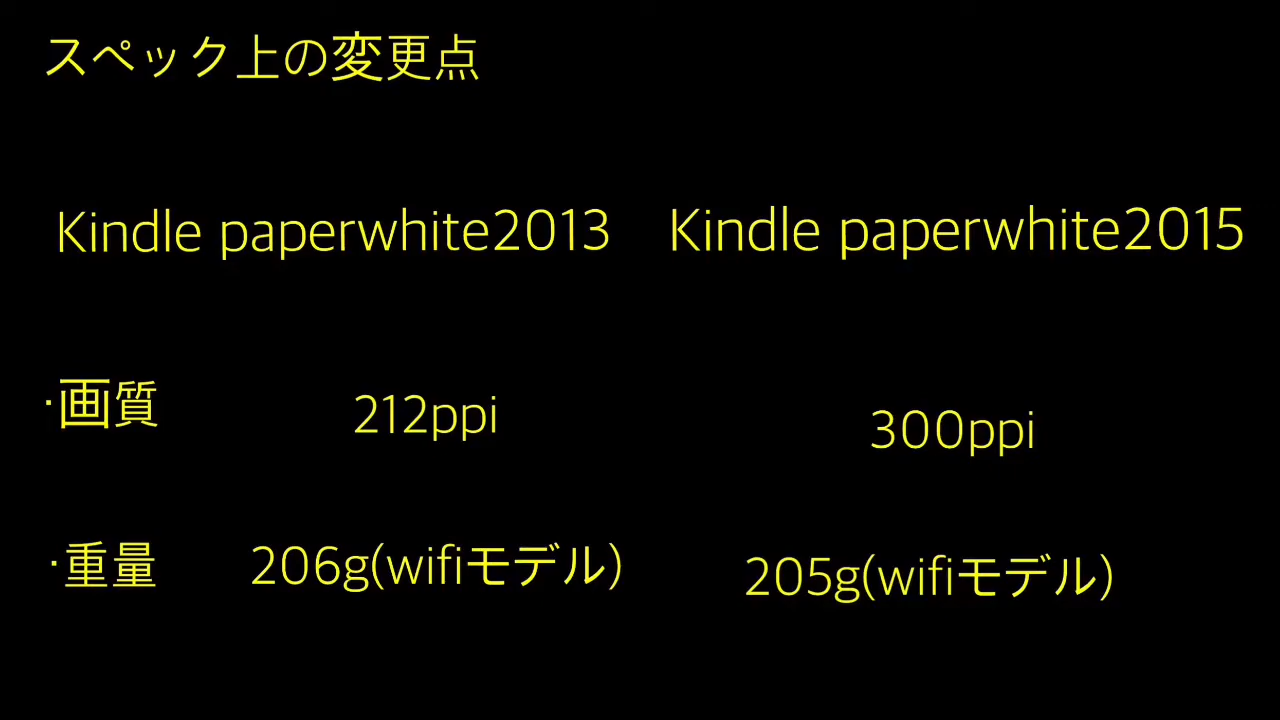 スペック上の変更点
Kindle paperwhite2013 Kindle paperwhite2015
·画質 212ppi 300ppi
·重量 206g(wifiモデル) 205g(wifiモデル)